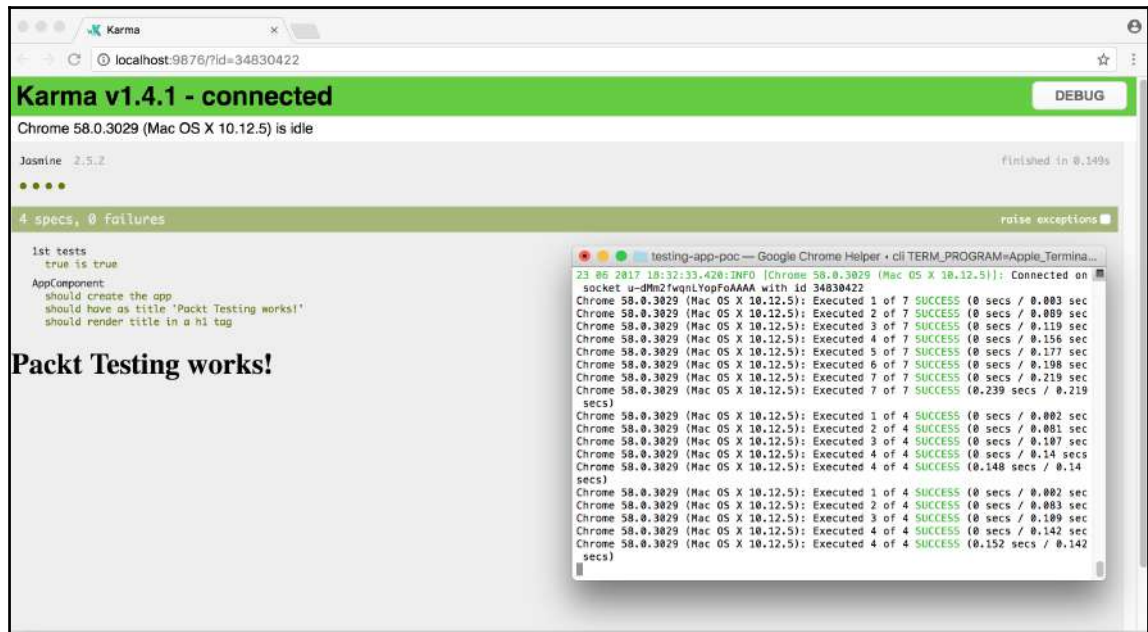 Karma
localhost:9876/?id=34830422
Karma v1.4.1 - connected
DEBUG
Chrome 58.0.3029 (Mac OS X 10.12.5) is idle
Jasmine 2.5.2
finished in 0.149s
4 specs, 0 failures
raise exceptions
1st tests
true is true
AppComponent
should create the app
should have as title 'Packt Testing works!'
should render title in a h1 tag
Packt Testing works!
testing-app-poc — Google Chrome Helper • cli TERM_PROGRAM=Apple_Termina...
23 06 2017 18:32:33.420:INFO [Chrome 58.0.3029 (Mac OS X 10.12.5)]: Connected on
socket u-dMm2fwqnLYopFoAAAA with id 34830422
Chrome 58.0.3029 (Mac OS X 10.12.5): Executed 1 of 7 SUCCESS (0 secs / 0.003 sec
Chrome 58.0.3029 (Mac OS X 10.12.5): Executed 2 of 7 SUCCESS (0 secs / 0.089 sec
Chrome 58.0.3029 (Mac OS X 10.12.5): Executed 3 of 7 SUCCESS (0 secs / 0.119 sec
Chrome 58.0.3029 (Mac OS X 10.12.5): Executed 4 of 7 SUCCESS (0 secs / 0.156 sec
Chrome 58.0.3029 (Mac OS X 10.12.5): Executed 5 of 7 SUCCESS (0 secs / 0.177 sec
Chrome 58.0.3029 (Mac OS X 10.12.5): Executed 6 of 7 SUCCESS (0 secs / 0.198 sec
Chrome 58.0.3029 (Mac OS X 10.12.5): Executed 7 of 7 SUCCESS (0 secs / 0.219 sec
Chrome 58.0.3029 (Mac OS X 10.12.5): Executed 7 of 7 SUCCESS (0.239 secs / 0.219
secs)
Chrome 58.0.3029 (Mac OS X 10.12.5): Executed 1 of 4 SUCCESS (0 secs / 0.002 sec
Chrome 58.0.3029 (Mac OS X 10.12.5): Executed 2 of 4 SUCCESS (0 secs / 0.081 sec
Chrome 58.0.3029 (Mac OS X 10.12.5): Executed 3 of 4 SUCCESS (0 secs / 0.107 sec
Chrome 58.0.3029 (Mac OS X 10.12.5): Executed 4 of 4 SUCCESS (0 secs / 0.14 secs
Chrome 58.0.3029 (Mac OS X 10.12.5): Executed 4 of 4 SUCCESS (0.148 secs / 0.14
secs)
Chrome 58.0.3029 (Mac OS X 10.12.5): Executed 1 of 4 SUCCESS (0 secs / 0.002 sec
Chrome 58.0.3029 (Mac OS X 10.12.5): Executed 2 of 4 SUCCESS (0 secs / 0.083 sec
Chrome 58.0.3029 (Mac OS X 10.12.5): Executed 3 of 4 SUCCESS (0 secs / 0.109 sec
Chrome 58.0.3029 (Mac OS X 10.12.5): Executed 4 of 4 SUCCESS (0 secs / 0.142 sec
Chrome 58.0.3029 (Mac OS X 10.12.5): Executed 4 of 4 SUCCESS (0.152 secs / 0.142
secs)